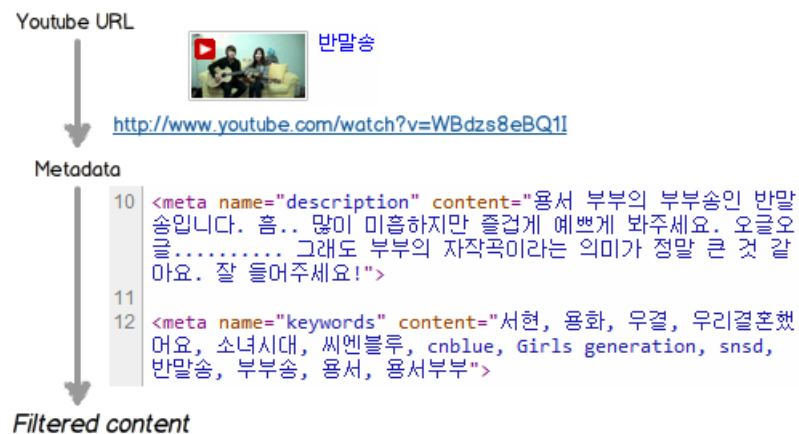 Youtube URL
반말송
http://www.youtube.com/watch?v=WBdzs8eBQ1I
Metadata
10 <meta name="description" content="용서 부부의 부부송인 반말
송입니다. 흠.. 많이 미흡하지만 즐겁게 예쁘게 봐주세요. 오글오
글.......... 그래도 부부의 자작곡이라는 의미가 정말 큰 것 같
아요. 잘 들어주세요!">
11
12 <meta name="keywords" content="서현, 용화, 우결, 우리결혼했
어요, 소녀시대, 씨엔블루, cnblue, Girls generation, snsd,
반말송, 부부송, 용서, 용서부부">
Filtered content